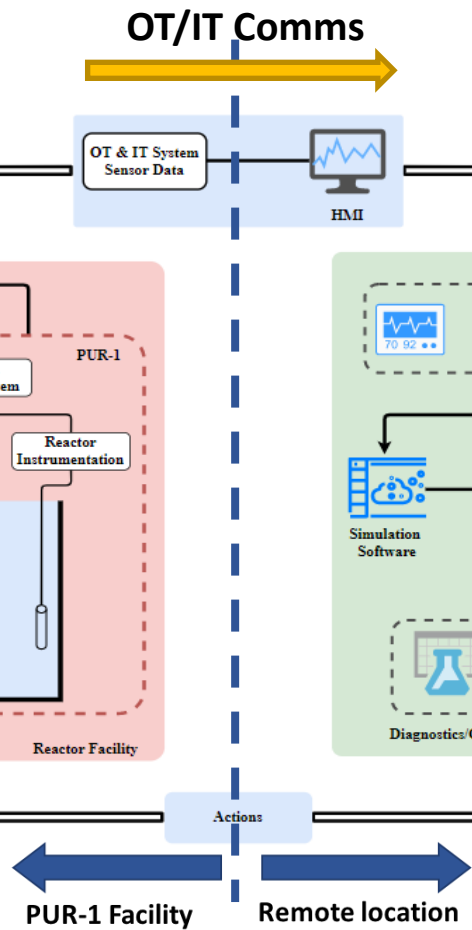 OT/IT Comms
OT & IT System
Sensor Data
HMI
PUR-1
em
Reactor
Instrumentation
70 92
Simulation
Software
Diagnostics/
Reactor Facility
Actions
PUR-1 Facility
Remote location